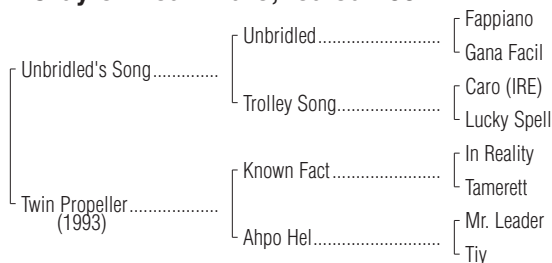 Unbridled's Song..............
Unbridled..........................
Fappiano
Gana Facil
Trolley Song......................
Caro (IRE)
Lucky Spell
Twin Propeller...................
(1993)
Known Fact.......................
In Reality
Tamerett
Ahpo Hel...........................
Mr. Leader
Tiy